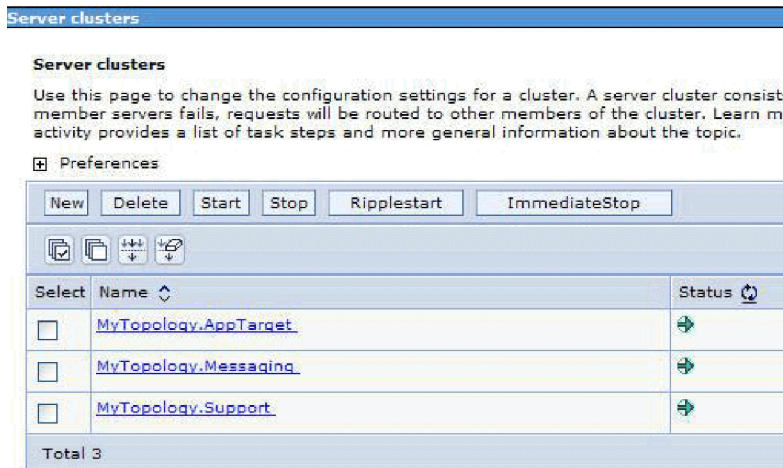 Server clusters
Server clusters
Use this page to change the configuration settings for a cluster. A server cluster consist
member servers fails, requests will be routed to other members of the cluster. Learn m
activity provides a list of task steps and more general information about the topic.
Preferences
New Delete Start Stop Ripplestart ImmediateStop
Select Name Status
MyTopology.AppTarget
MyTopology.Messaging
MyTopology.Support
Total 3